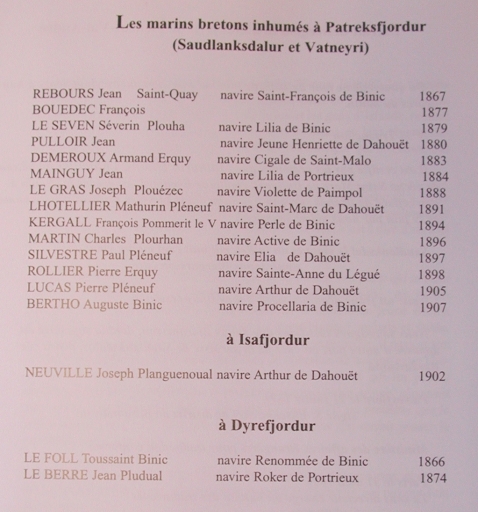 Les marins bretons inhumés à Patreksfjordur
(Saudlanksdalur et Vatneyri)
REBOURS Jean Saint-Quay navire Saint-François de Binic 1867
BOUEDEC François 1877
LE SEVEN Séverin Plouha navire Lilia de Binic 1879
PULLOIR Jean navire Jeune Henriette de Dahouët 1880
DEMEROUX Armand Erquy navire Cigale de Saint-Malo 1883
MAINGUY Jean navire Lilia de Portrieux 1884
LE GRAS Joseph Plouézec navire Violette de Paimpol 1888
LHOTELLIER Mathurin Pléneuf navire Saint-Marc de Dahouët 1891
KERGALL François Pommerit le V navire Perle de Binic 1894
MARTIN Charles Plourhan navire Active de Binic 1896
SILVESTRE Paul Pléneuf navire Elia de Dahouët 1897
ROLLIER Pierre Erquy navire Sainte-Anne du Légué 1898
LUCAS Pierre Pléneuf navire Arthur de Dahouët 1905
BERTHO Auguste Binic navire Procellaria de Binic 1907
à Isafjordur
NEUVILLE Joseph Planguenoual navire Arthur de Dahouët 1902
à Dyrefjordur
LE FOLL Toussaint Binic navire Renommée de Binic 1866
LE BERRE Jean Pludual navire Roker de Portrieux 1874